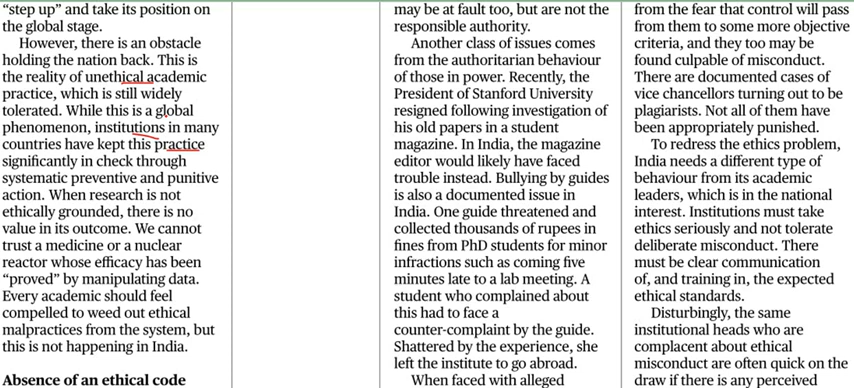 “step up” and take its position on
the global stage.
However, there is an obstacle
holding the nation back. This is
the reality of unethical academic
practice, which is still widely
tolerated. While this is a global
phenomenon, institutions in many
countries have kept this practice
significantly in check through
systematic preventive and punitive
action. When research is not
ethically grounded, there is no
value in its outcome. We cannot
trust a medicine or a nuclear
reactor whose efficacy has been
“proved” by manipulating data.
Every academic should feel
compelled to weed out ethical
malpractices from the system, but
this is not happening in India.
Absence of an ethical code
may be at fault too, but are not the
responsible authority.
Another class of issues comes
from the authoritarian behaviour
of those in power. Recently, the
President of Stanford University
resigned following investigation of
his old papers in a student
magazine. In India, the magazine
editor would likely have faced
trouble instead. Bullying by guides
is also a documented issue in
India. One guide threatened and
collected thousands of rupees in
fines from PhD students for minor
infractions such as coming five
minutes late to a lab meeting. A
student who complained about
this had to face a
counter-complaint by the guide.
Shattered by the experience, she
left the institute to go abroad.
When faced with alleged
from the fear that control will pass
from them to some more objective
criteria, and they too may be
found culpable of misconduct.
There are documented cases of
vice chancellors turning out to be
plagiarists. Not all of them have
been appropriately punished.
To redress the ethics problem,
India needs a different type of
behaviour from its academic
leaders, which is in the national
interest. Institutions must take
ethics seriously and not tolerate
deliberate misconduct. There
must be clear communication
of, and training in, the expected
ethical standards.
Disturbingly, the same
institutional heads who are
complacent about ethical
misconduct are often quick on the
draw if there is any perceived